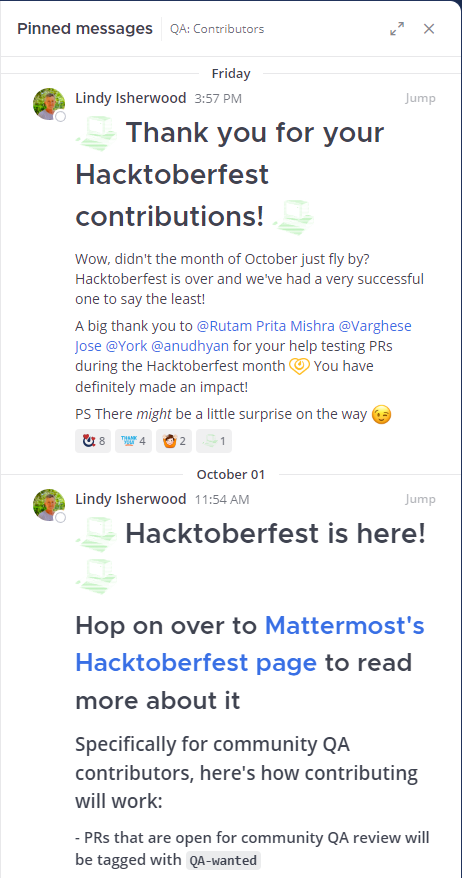 Pinned messages QA: Contributors
Friday
Lindy Isherwood 3:57 PM Jump
Thank you for your
Hacktoberfest
contributions!
Wow, didn't the month of October just fly by?
Hacktoberfest is over and we've had a very successful
one to say the least!
A big thank you to @Rutam Prita Mishra @Varghese
Jose @York @anudhyan for your help testing PRs
during the Hacktoberfest month You have
definitely made an impact!
PS There might be a little surprise on the way
8 THANK YOU 4 2 1
October 01
Lindy Isherwood 11:54 AM Jump
Hacktoberfest is here!
Hop on over to Mattermost's
Hacktoberfest page to read
more about it
Specifically for community QA
contributors, here's how contributing
will work:
- PRs that are open for community QA review will
be tagged with QA-wanted